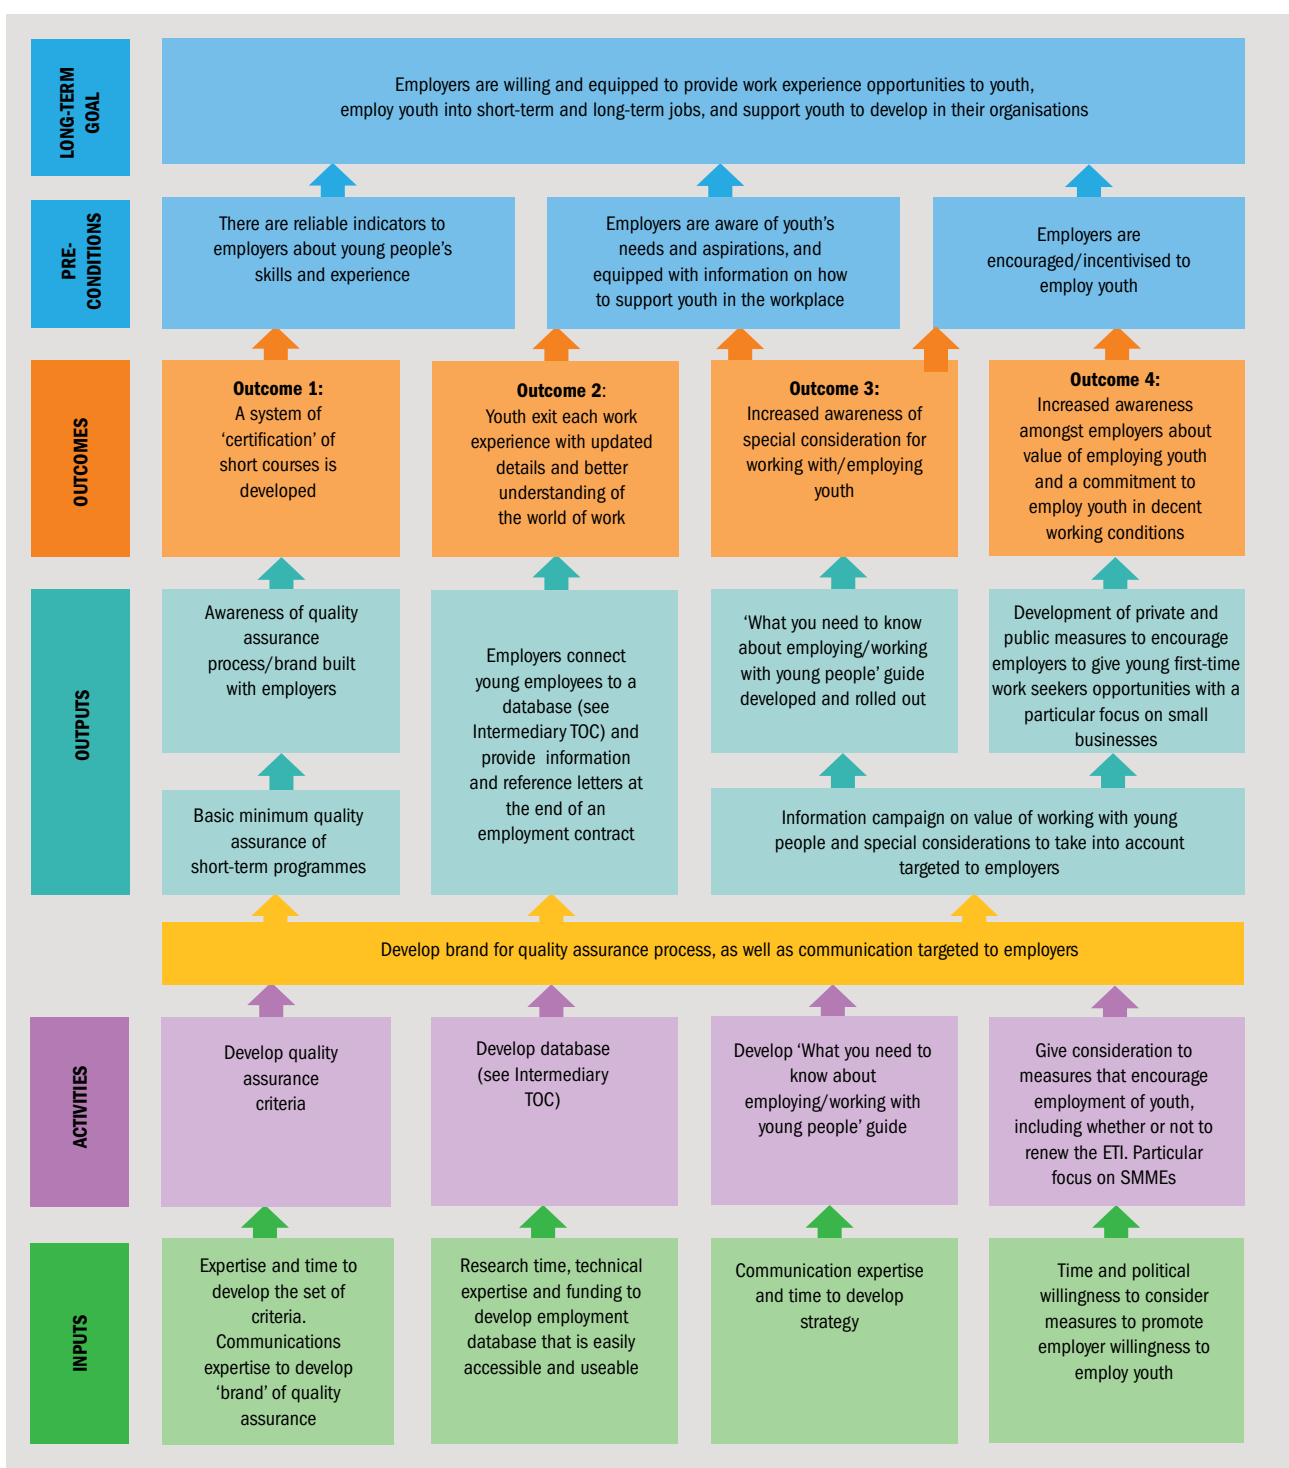 LONG-TERM
GOAL
Employers are willing and equipped to provide work experience opportunities to youth,
employ youth into short-term and long-term jobs, and support youth to develop in their organisations
PRE-
CONDITIONS
There are reliable indicators to
employers about young people’s
skills and experience
Employers are aware of youth’s
needs and aspirations, and
equipped with information on how
to support youth in the workplace
Employers are
encouraged/incentivised to
employ youth
OUTCOMES
Outcome 1:
A system of
‘certification’ of
short courses is
developed
Outcome 2:
Youth exit each work
experience with updated
details and better
understanding of
the world of work
Outcome 3:
Increased awareness of
special consideration for
working with/employing
youth
Outcome 4:
Increased awareness
amongst employers about
value of employing youth
and a commitment to
employ youth in decent
working conditions
OUTPUTS
Awareness of quality
assurance
process/brand built
with employers
Basic minimum quality
assurance of
short-term programmes
Employers connect
young employees to a
database (see
Intermediary TOC) and
provide information
and reference letters at
the end of an
employment contract
‘What you need to know
about employing/working
with young people’ guide
developed and rolled out
Development of private and
public measures to encourage
employers to give young first-time
work seekers opportunities with a
particular focus on small
businesses
Information campaign on value of working with young
people and special considerations to take into account
targeted to employers
Develop brand for quality assurance process, as well as communication targeted to employers
ACTIVITIES
Develop quality
assurance
criteria
Develop database
(see Intermediary
TOC)
Develop ‘What you need to
know about
employing/working with
young people’ guide
Give consideration to
measures that encourage
employment of youth,
including whether or not to
renew the ETI. Particular
focus on SMMEs
INPUTS
Expertise and time to
develop the set of
criteria.
Communications
expertise to develop
‘brand’ of quality
assurance
Research time, technical
expertise and funding to
develop employment
database that is easily
accessible and useable
Communication expertise
and time to develop
strategy
Time and political
willingness to consider
measures to promote
employer willingness to
employ youth